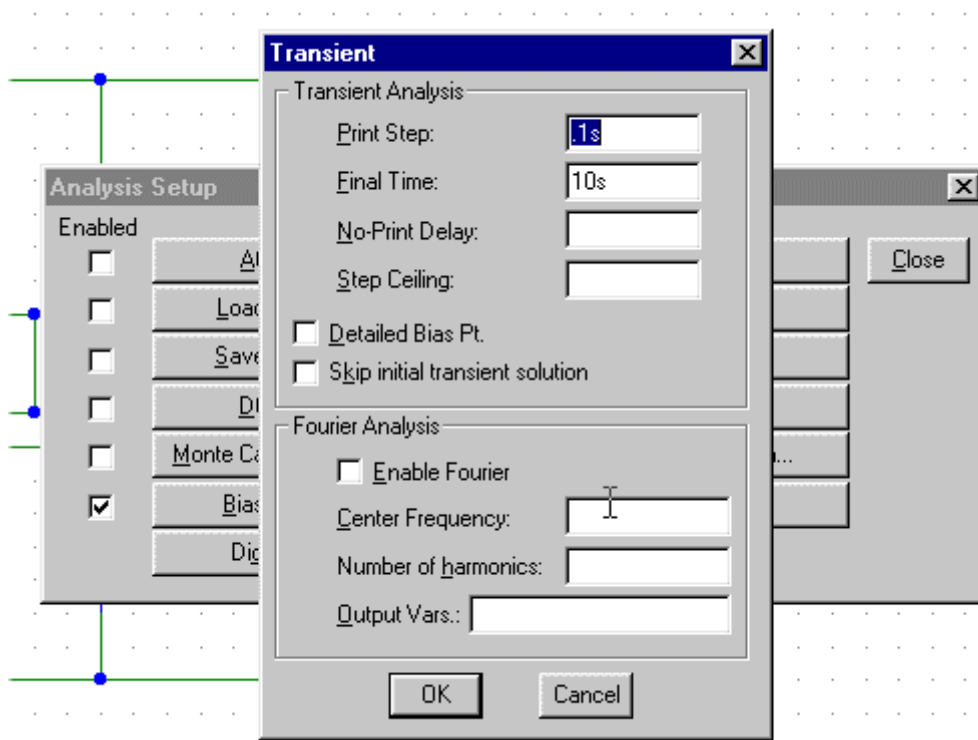 Transient
Transient Analysis
Print Step: .1s
Final Time: 10s
No-Print Delay:
Step Ceiling:
Detailed Bias Pt.
Skip initial transient solution
Fourier Analysis
Enable Fourier
Center Frequency:
Number of harmonics:
Output Vars.:
OK Cancel
Analysis Setup
Enabled
Close
Monte